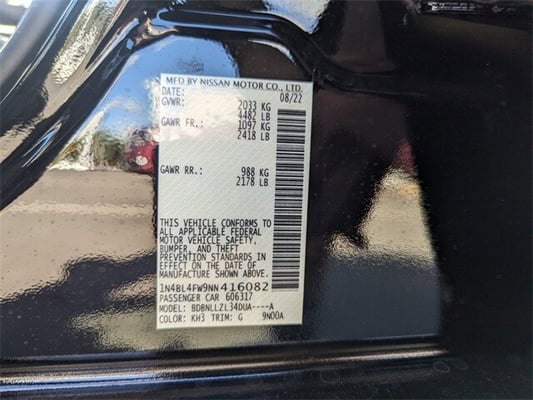 MFD BY NISSAN MOTOR CO., LTD.
DATE: 08/22
GVWR: 2033 KG
4482 LB
GAWR FR.: 1097 KG
2418 LB
GAWR RR.: 988 KG
2178 LB
THIS VEHICLE CONFORMS TO
ALL APPLICABLE FEDERAL
MOTOR VEHICLE SAFETY,
BUMPER, AND THEFT
PREVENTION STANDARDS IN
EFFECT ON THE DATE OF
MANUFACTURE SHOWN ABOVE.
1N4BL4FW9NN416082
PASSENGER CAR 606317
MODEL: BDBNLLZL34DUA----A
COLOR: KH3 TRIM: G 9N00A